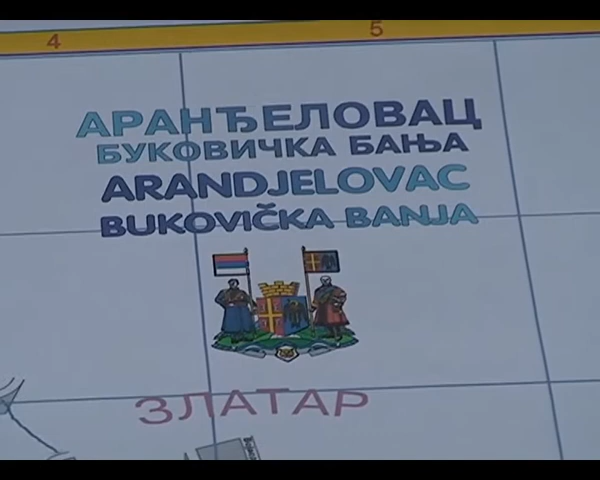 4 5
АРАНЂЕЛОВАЦ
БУКОВИЧКА БАЊА
ARANDJELOVAC
BUKOVIČKA BANJA
ЗЛАТАР